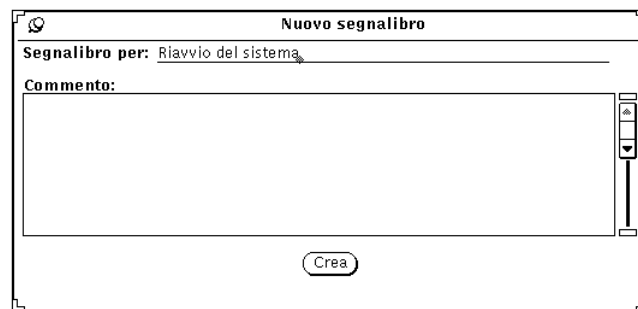 Nuovo segnalibro
Segnalibro per: Riavvio del sistema
Commento:
Crea